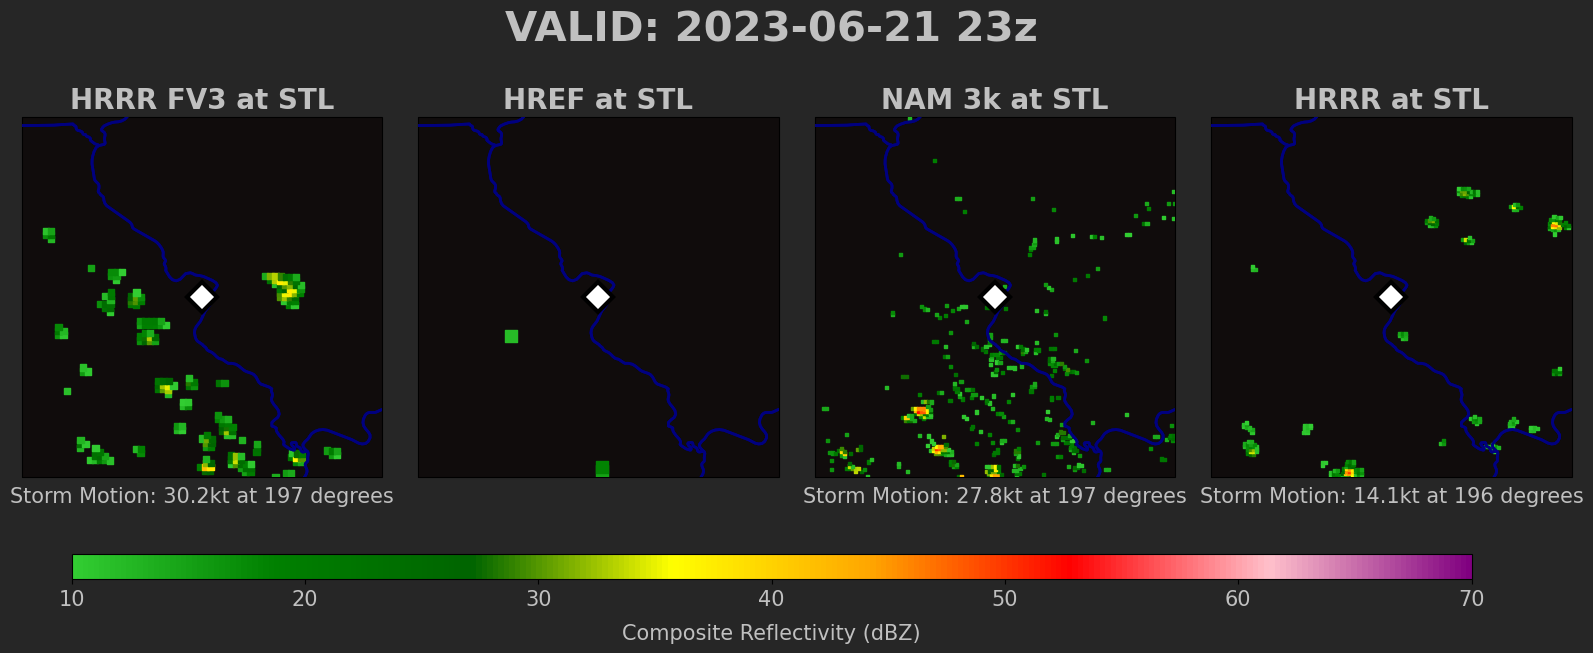 VALID: 2023-06-21 23z
HRRR FV3 at STL
HREF at STL
NAM 3k at STL
HRRR at STL
Storm Motion: 30.2kt at 197 degrees
Storm Motion: 27.8kt at 197 degrees
Storm Motion: 14.1kt at 196 degrees
10 20 30 40 50 60 70
Composite Reflectivity (dBZ)